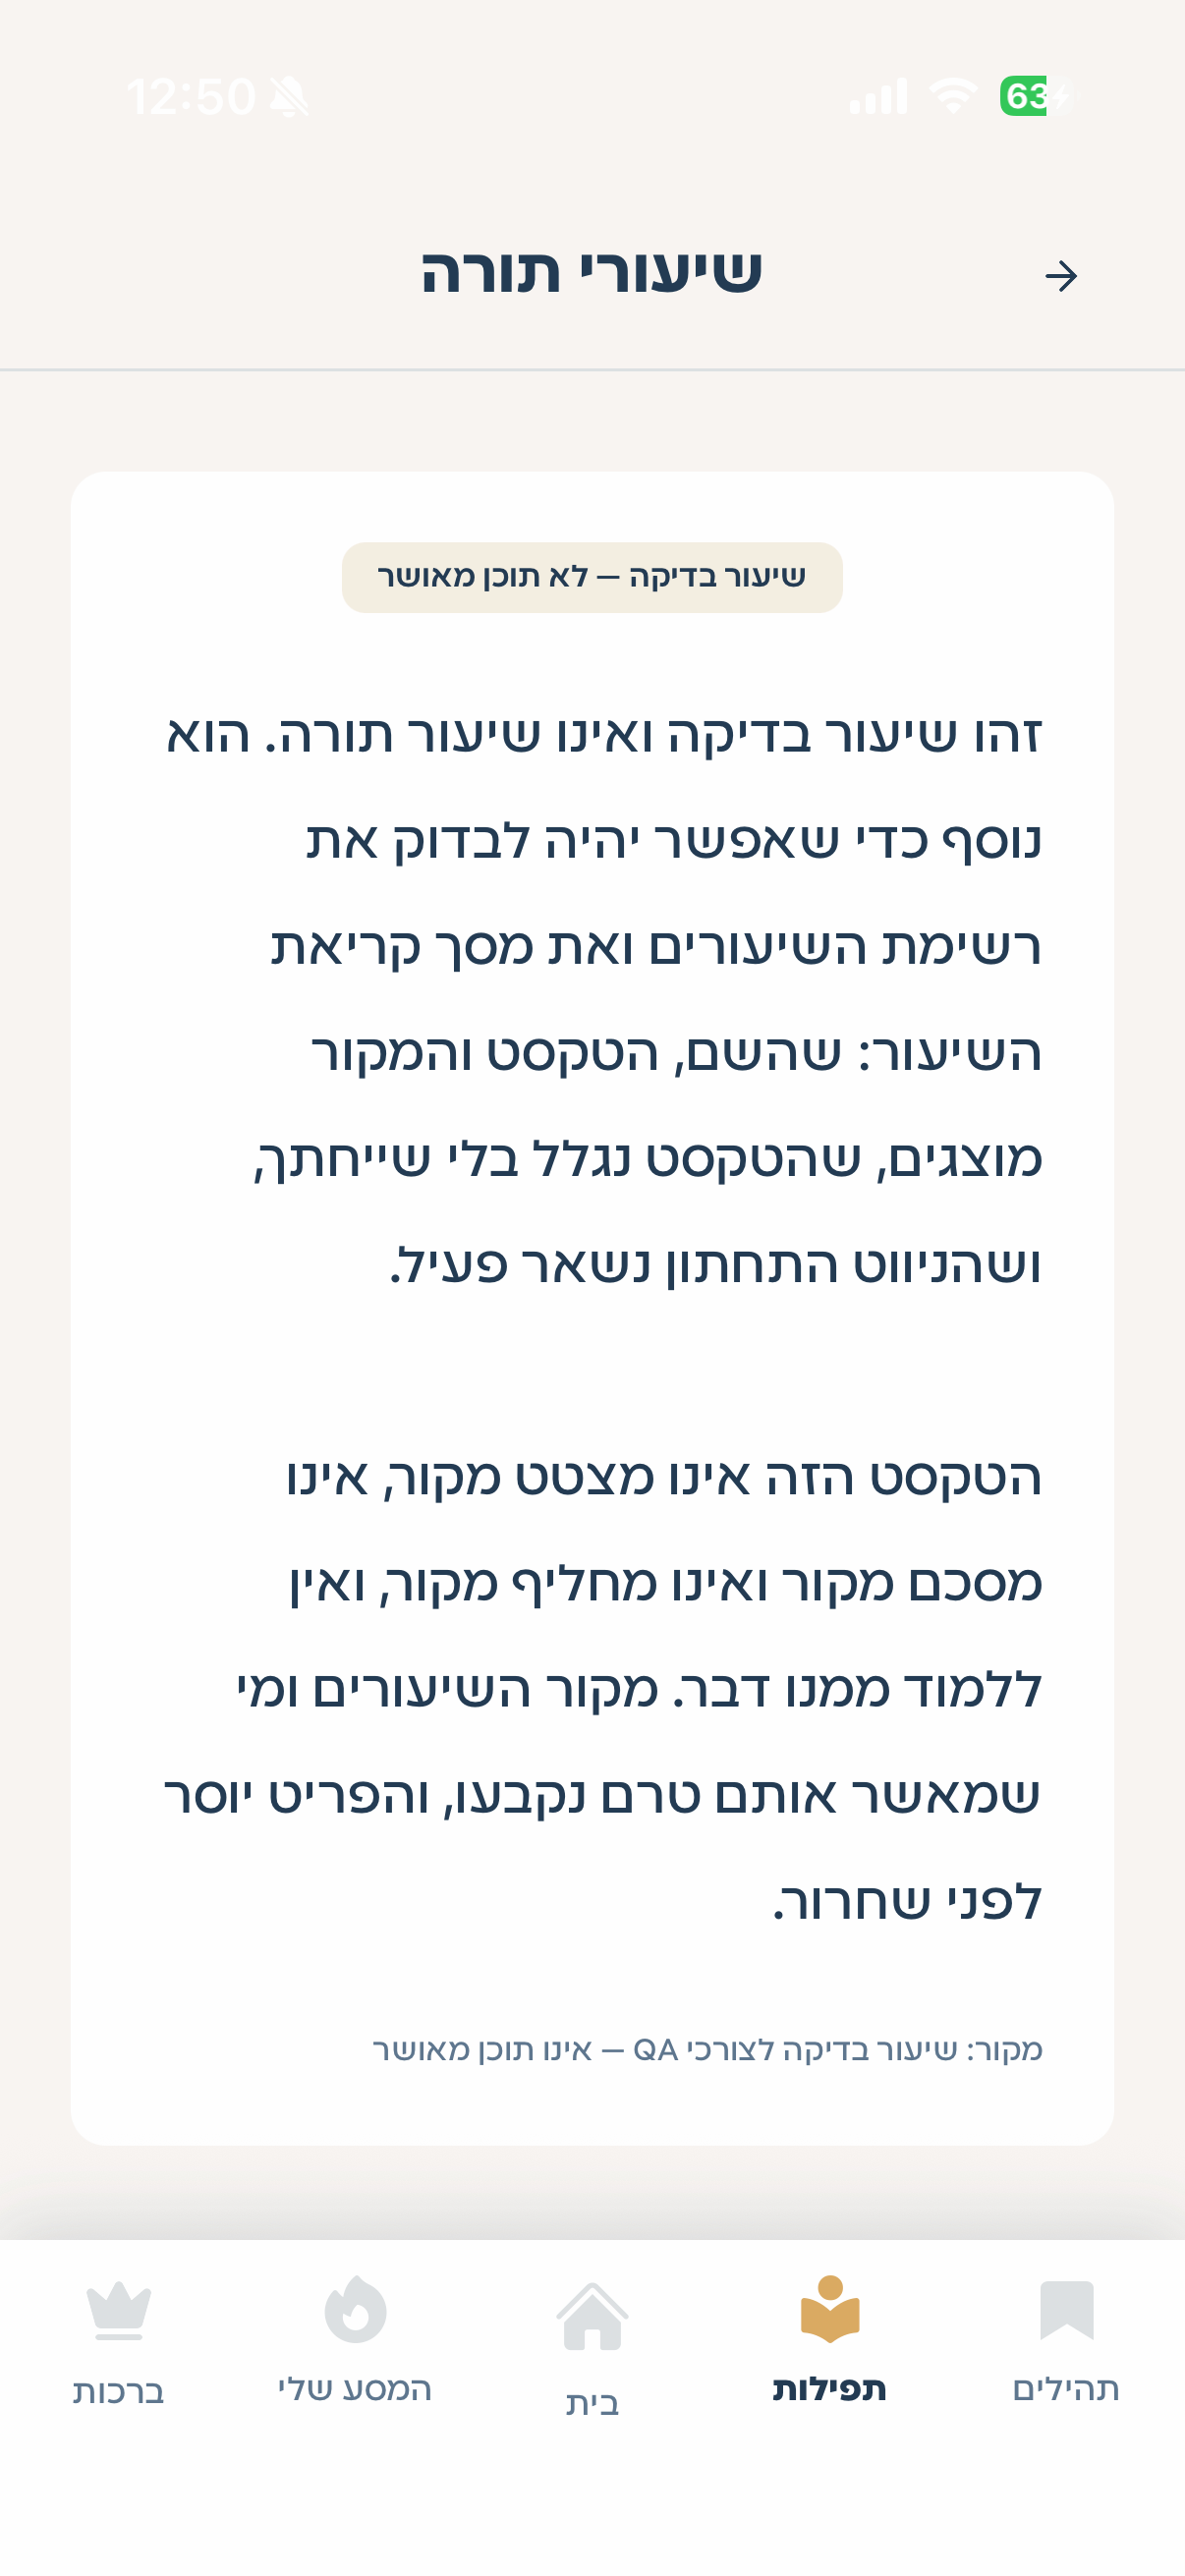 12:50
63
שיעורי תורה
שיעור בדיקה – לא תוכן מאושר
זהו שיעור בדיקה ואינו שיעור תורה. הוא
נוסף כדי שאפשר יהיה לבדוק את
רשימת השיעורים ואת מסך קריאת
השיעור: שהשם, הטקסט והמקור
מוצגים, שהטקסט נגלל בלי שייחתך,
ושהניווט התחתון נשאר פעיל.
הטקסט הזה אינו מצטט מקור, אינו
מסכם מקור ואינו מחליף מקור, ואין
ללמוד ממנו דבר. מקור השיעורים ומי
שמאשר אותם טרם נקבעו, והפריט יוסר
לפני שחרור.
מקור: שיעור בדיקה לצורכי QA – אינו תוכן מאושר
תהילים
תפילות
בית
המסע שלי
ברכות